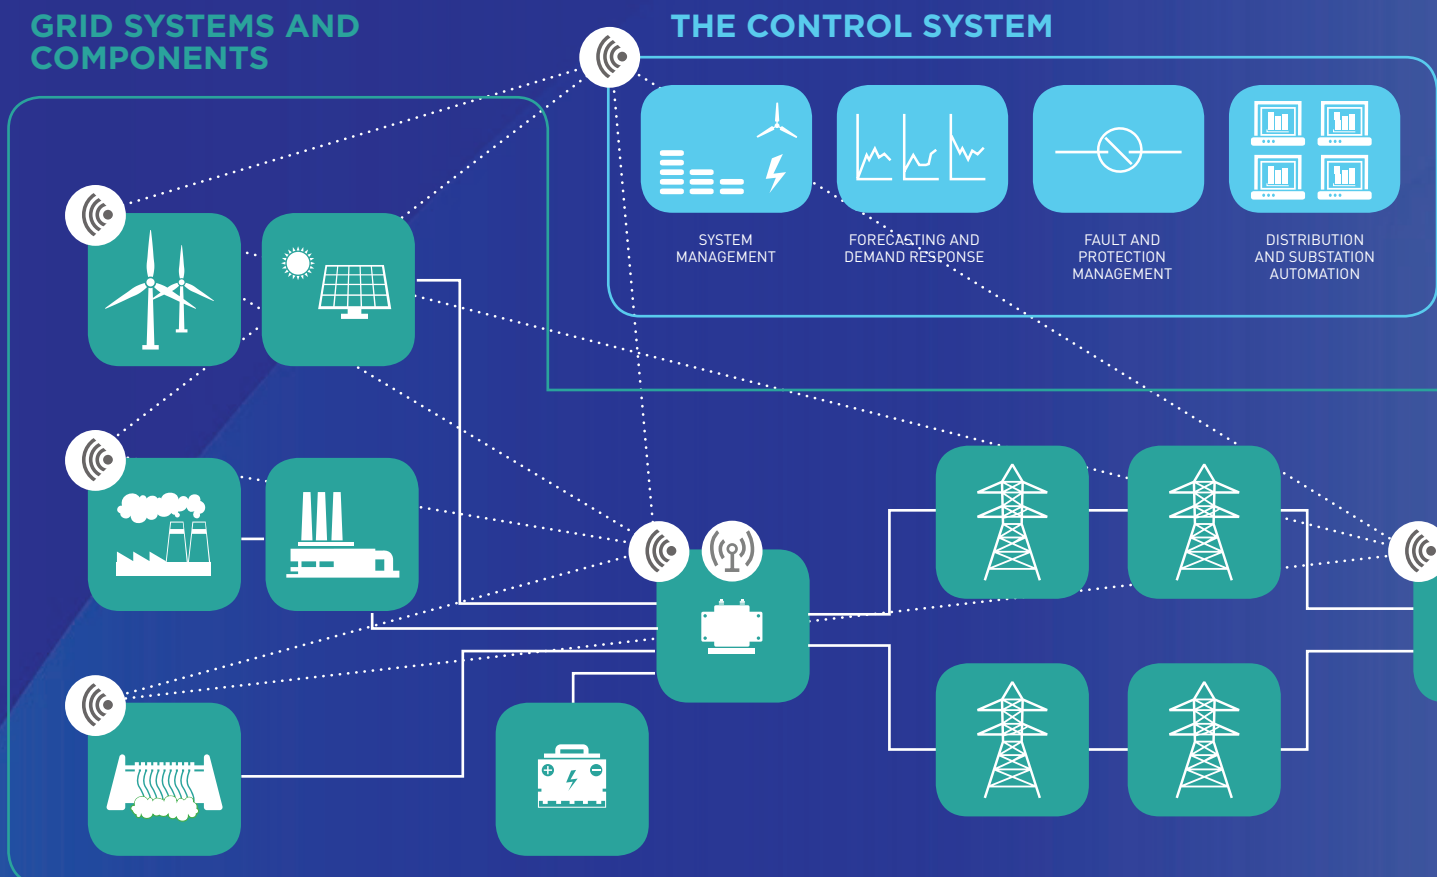 GRID SYSTEMS AND
COMPONENTS
THE CONTROL SYSTEM
SYSTEM
MANAGEMENT
FORECASTING AND
DEMAND RESPONSE
FAULT AND
PROTECTION
MANAGEMENT
DISTRIBUTION
AND SUBSTATION
AUTOMATION